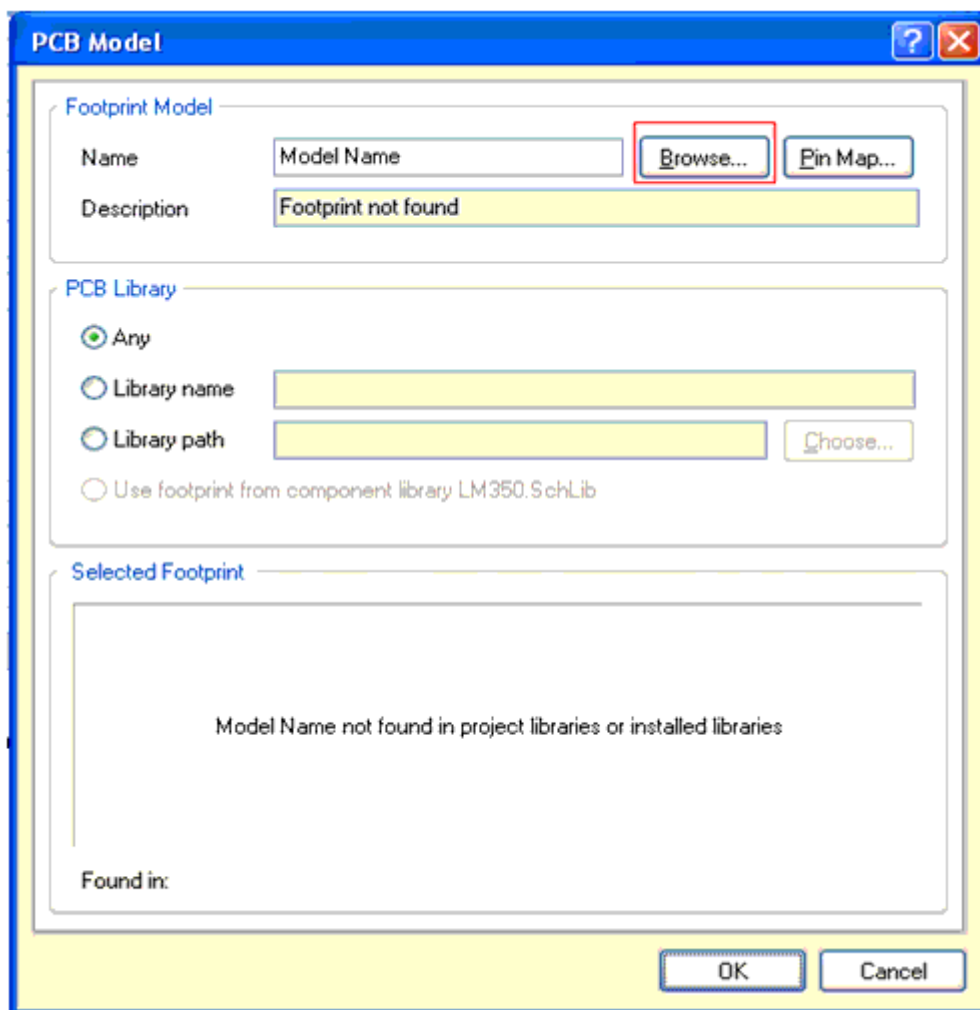 PCB Model
Footprint Model
Name Model Name Browse... Pin Map...
Description Footprint not found
PCB Library
Any
Library name
Library path Choose...
Use footprint from component library LM350.SchLib
Selected Footprint
Model Name not found in project libraries or installed libraries
Found in:
OK Cancel